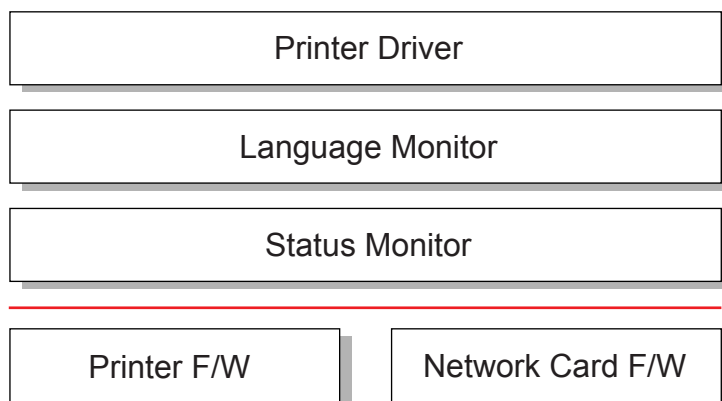 Printer Driver
Language Monitor
Status Monitor
Printer F/W
Network Card F/W